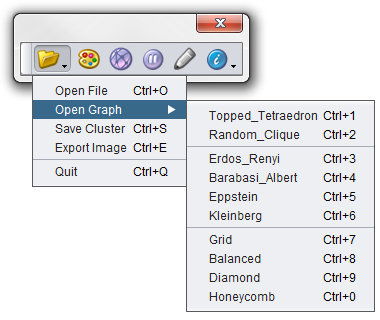 Open File Ctrl+O
Open Graph
Save Cluster Ctrl+S
Export Image Ctrl+E
Quit Ctrl+Q
Topped_Tetraedron Ctrl+1
Random_Clique Ctrl+2
Erdos_Renyi Ctrl+3
Barabasi_Albert Ctrl+4
Eppstein Ctrl+5
Kleinberg Ctrl+6
Grid Ctrl+7
Balanced Ctrl+8
Diamond Ctrl+9
Honeycomb Ctrl+0